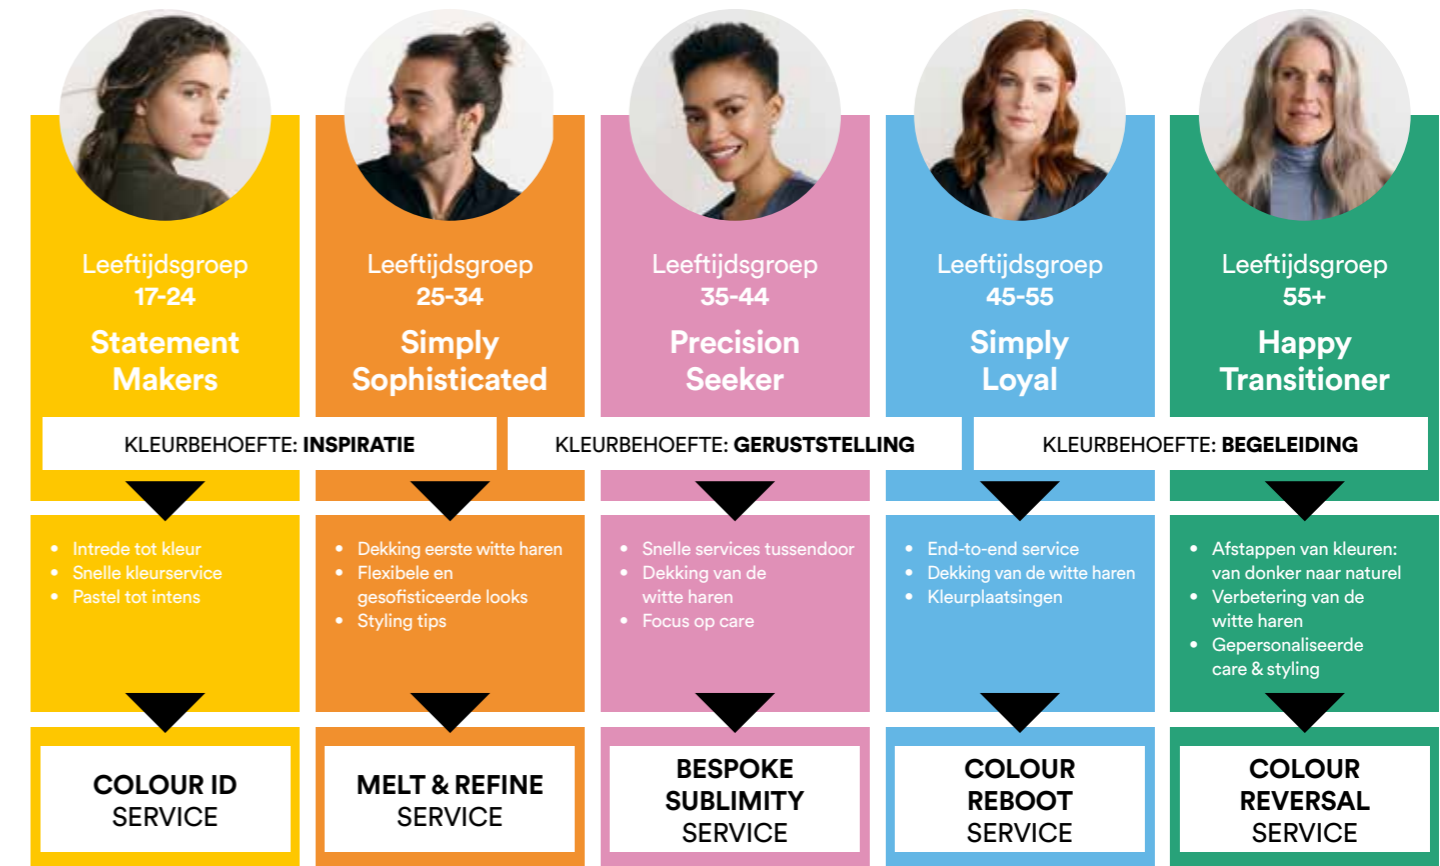 Leeftijdsgroep
17-24
Statement
Makers
Leeftijdsgroep
25-34
Simply
Sophisticated
Leeftijdsgroep
35-44
Precision
Seeker
Leeftijdsgroep
45-55
Simply
Loyal
Leeftijdsgroep
55+
Happy
Transitioner
KLEURBEHOEFTE: INSPIRATIE
KLEURBEHOEFTE: GERUSTSTELLING
KLEURBEHOEFTE: BEGELEIDING
• Intrede tot kleur
• Snelle kleurservice
• Pastel tot intens
• Dekking eerste witte haren
• Flexibele en
gesofisticeerde looks
• Styling tips
• Snelle services tussendoor
• Dekking van de
witte haren
• Focus op care
• End-to-end service
• Dekking van de witte haren
• Kleurplaatsingen
• Afstappen van kleuren:
van donker naar naturel
• Verbetering van de
witte haren
• Gepersonaliseerde
care & styling
COLOUR ID
SERVICE
MELT & REFINE
SERVICE
BESPOKE
SUBLIMITY
SERVICE
COLOUR
REBOOT
SERVICE
COLOUR
REVERSAL
SERVICE